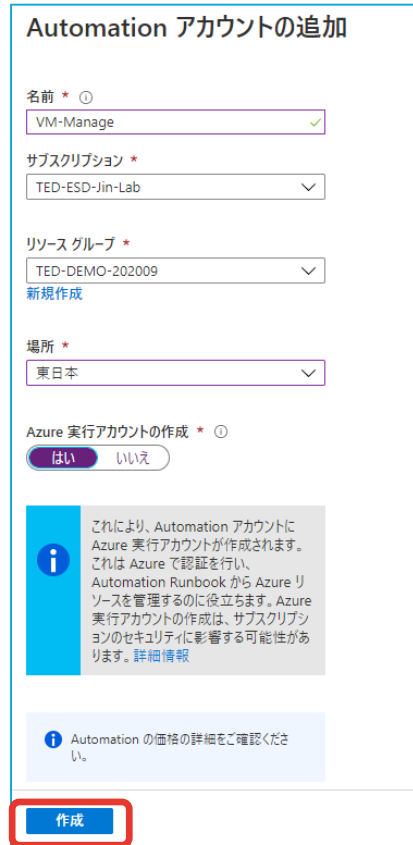 Automation アカウントの追加
名前 *
VM-Manage
サブスクリプション *
TED-ESD-Jin-Lab
リソース グループ *
TED-DEMO-202009
新規作成
場所 *
東日本
Azure 実行アカウントの作成 *
はい いいえ
これにより、Automation アカウントに
Azure 実行アカウントが作成されます。
これは Azure で認証を行い、
Automation Runbook から Azure リ
ソースを管理するのに役立ちます。Azure
実行アカウントの作成は、サブスクリプシ
ョンのセキュリティに影響する可能性があ
ります。詳細情報
Automation の価格の詳細をご確認くださ
い。
作成